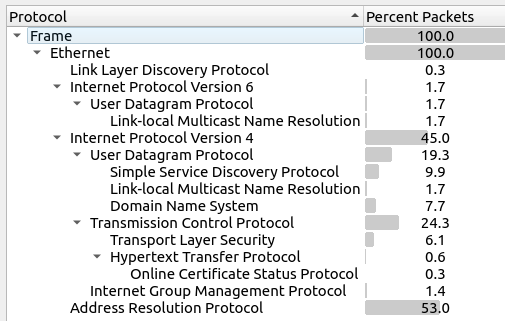 Protocol Percent Packets
Frame 100.0
Ethernet 100.0
Link Layer Discovery Protocol 0.3
Internet Protocol Version 6 1.7
User Datagram Protocol 1.7
Link-local Multicast Name Resolution 1.7
Internet Protocol Version 4 45.0
User Datagram Protocol 19.3
Simple Service Discovery Protocol 9.9
Link-local Multicast Name Resolution 1.7
Domain Name System 7.7
Transmission Control Protocol 24.3
Transport Layer Security 6.1
Hypertext Transfer Protocol 0.6
Online Certificate Status Protocol 0.3
Internet Group Management Protocol 1.4
Address Resolution Protocol 53.0